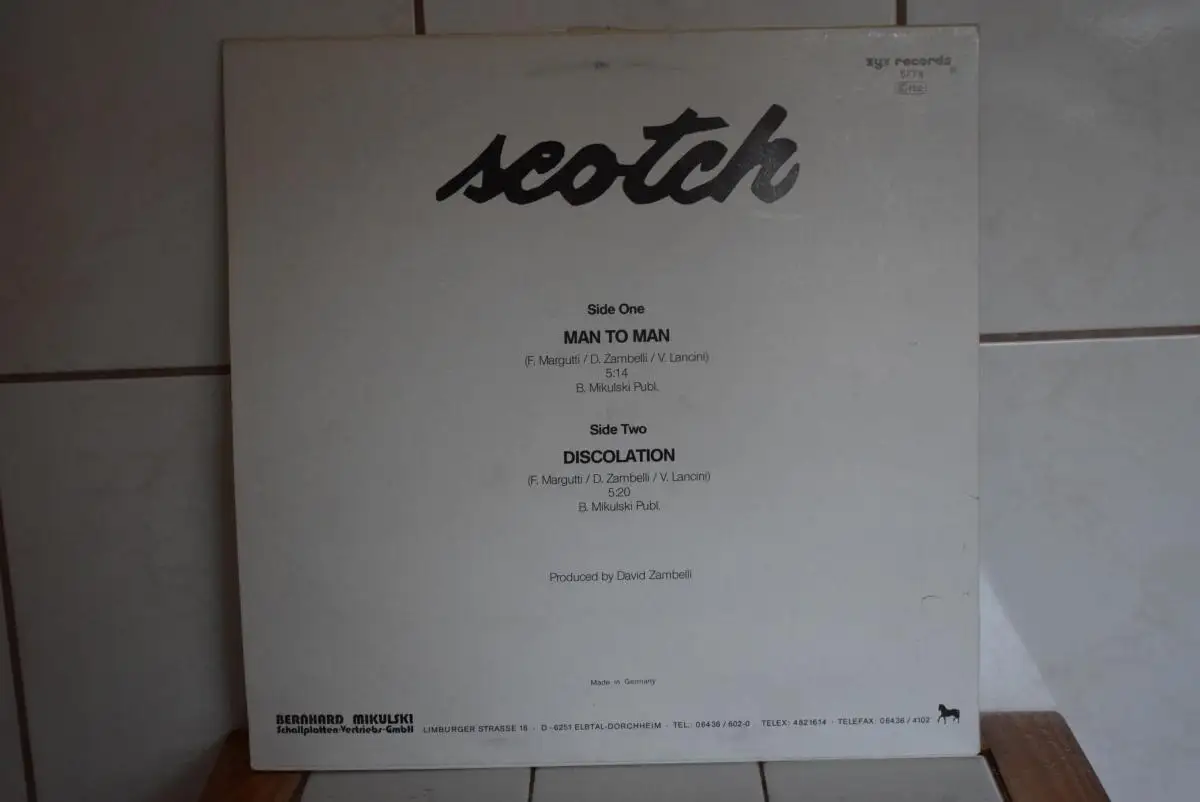 zyx records
scotch
Side One
MAN TO MAN
(F. Margutti / D. Zambelli / V. Lancini)
5:14
B. Mikulski Publ.
Side Two
DISCOLATION
(F. Margutti / D. Zambelli / V. Lancini)
5:20
B. Mikulski Publ.
Produced by David Zambelli
Made in Germany
BERNHARD MIKULSKI
Schallplatten-Vertriebs-GmbH
LIMBURGER STRASSE 18 · D-6251 ELBTAL-DORCHHEIM · TEL.: 06436 / 602-0 · TELEX: 4821614 · TELEFAX: 06436 / 4102